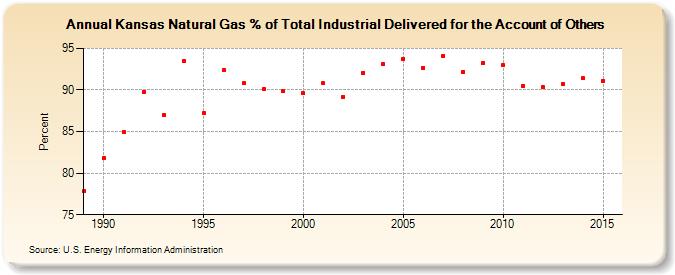 Annual Kansas Natural Gas % of Total Industrial Delivered for the Account of Others
Percent
95
90
85
80
75
1990 1995 2000 2005 2010 2015
Source: U.S. Energy Information Administration